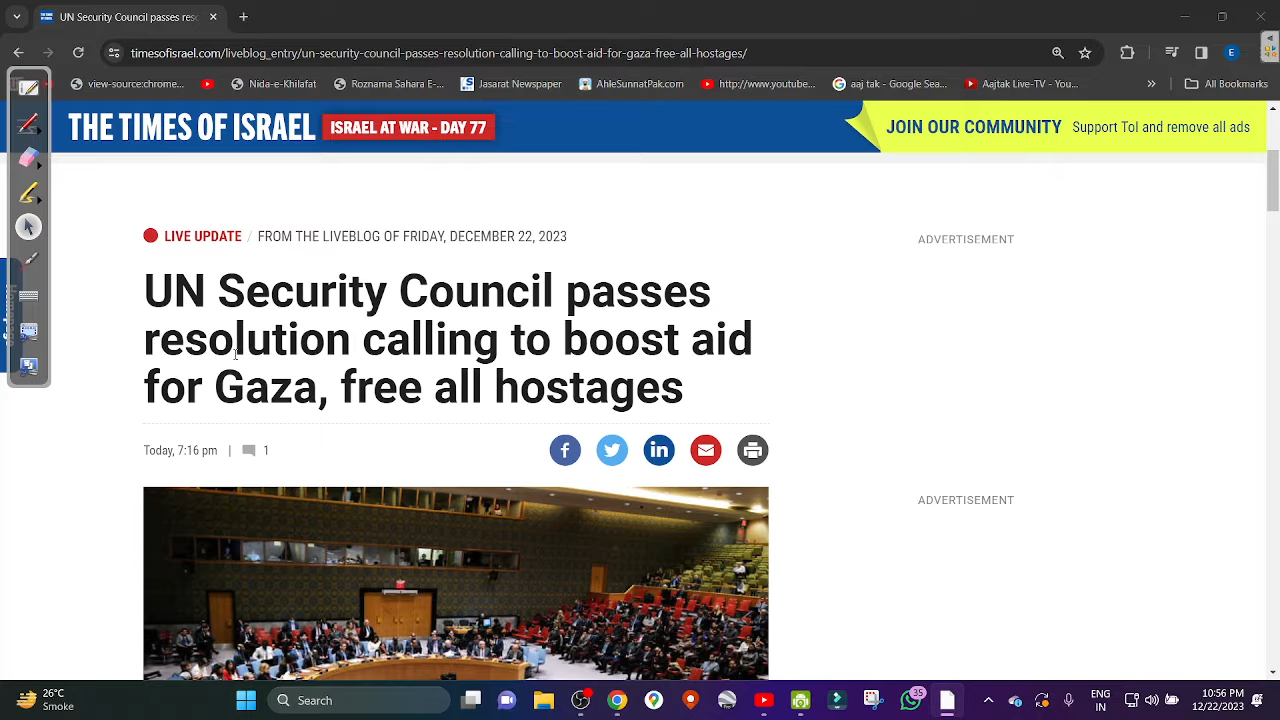 UN Security Council passes res
timesofisrael.com/liveblog_entry/un-security-council-passes-resolution-calling-to-boost-aid-for-gaza-free-all-hostages/
E
view-source:chrome... Nida-e-Khilafat Roznama Sahara E-... Jasarat Newspaper AhleSunnatPak.com http://www.youtube... aaj tak - Google Sea... Aajtak Live-TV – You... » All Bookmarks
THE TIMES OF ISRAEL ISRAEL AT WAR - DAY 77 JOIN OUR COMMUNITY Support ToI and remove all ads
LIVE UPDATE / FROM THE LIVEBLOG OF FRIDAY, DECEMBER 22, 2023
ADVERTISEMENT
UN Security Council passes
resolution calling to boost aid
for Gaza, free all hostages
Today, 7:16 pm | 1
ADVERTISEMENT
26°C
Smoke
Search
ENG
IN
10:56 PM
12/22/2023